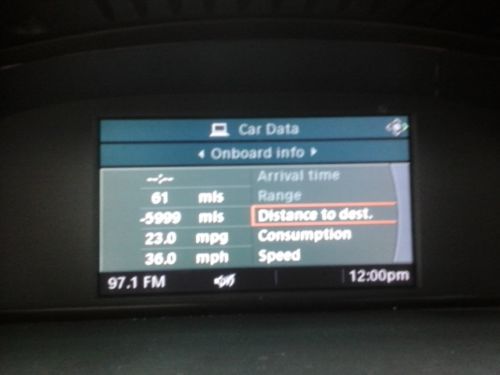 Car Data
Onboard info
--:-- Arrival time
61 mls Range
-5999 mls Distance to dest.
23.0 mpg Consumption
36.0 mph Speed
97.1 FM 12:00pm